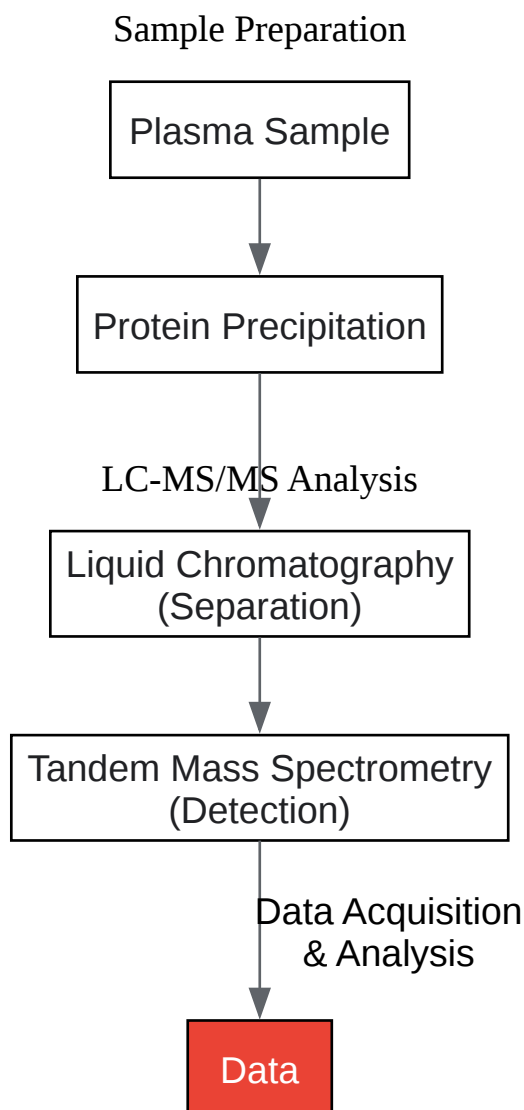 Sample Preparation
Plasma Sample
Protein Precipitation
LC-MS/MS Analysis
Liquid Chromatography
(Separation)
Tandem Mass Spectrometry
(Detection)
Data Acquisition
& Analysis
Data